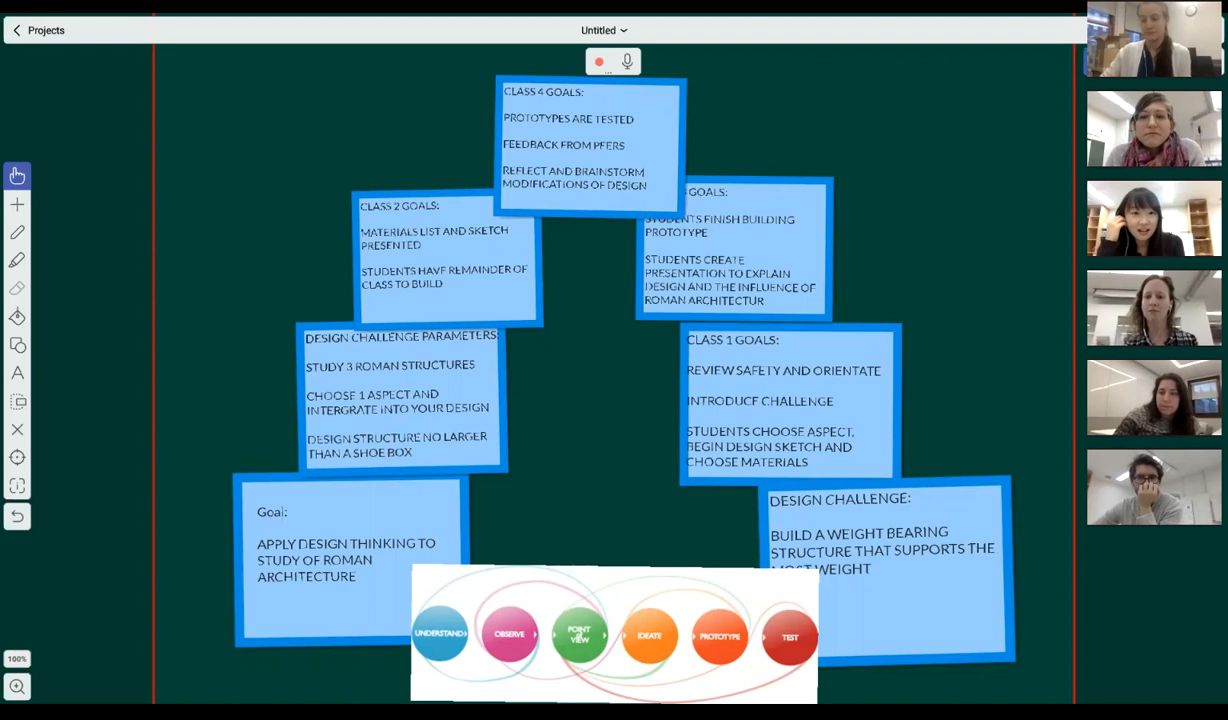 Projects
Untitled
CLASS 4 GOALS:
PROTOTYPES ARE TESTED
FEEDBACK FROM PEERS
REFLECT AND BRAINSTORM
MODIFICATIONS OF DESIGN
CLASS 2 GOALS:
MATERIALS LIST AND SKETCH
PRESENTED
STUDENTS HAVE REMAINDER OF
CLASS TO BUILD
GOALS:
STUDENTS FINISH BUILDING
PROTOTYPE
STUDENTS CREATE
PRESENTATION TO EXPLAIN
DESIGN AND THE INFLUENCE OF
ROMAN ARCHITECTUR
DESIGN CHALLENGE PARAMETERS:
STUDY 3 ROMAN STRUCTURES
CHOOSE 1 ASPECT AND
INTERGRATE INTO YOUR DESIGN
DESIGN STRUCTURE NO LARGER
THAN A SHOE BOX
CLASS 1 GOALS:
REVIEW SAFETY AND ORIENTATE
INTRODUCE CHALLENGE
STUDENTS CHOOSE ASPECT,
BEGIN DESIGN SKETCH AND
CHOOSE MATERIALS
Goal:
APPLY DESIGN THINKING TO
STUDY OF ROMAN
ARCHITECTURE
DESIGN CHALLENGE:
BUILD A WEIGHT BEARING
STRUCTURE THAT SUPPORTS THE
MOST WEIGHT
UNDERSTAND
OBSERVE
POINT
of
VIEW
IDEATE
PROTOTYPE
TEST
A
100%